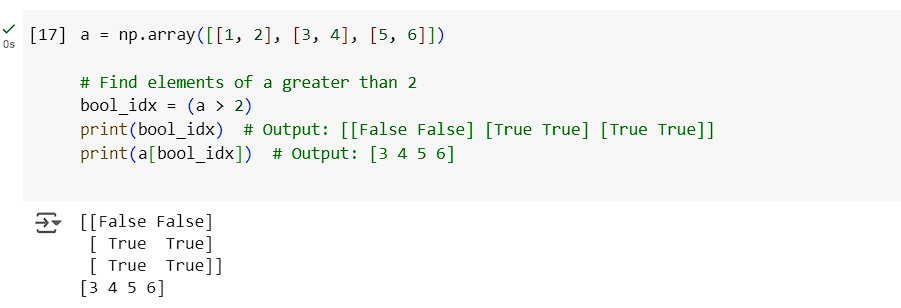 [17] a = np.array([[1, 2], [3, 4], [5, 6]])
0s
# Find elements of a greater than 2
bool_idx = (a > 2)
print(bool_idx)  # Output: [[False False] [True True] [True True]]
print(a[bool_idx])  # Output: [3 4 5 6]
[[False False]
 [ True  True]
 [ True  True]]
[3 4 5 6]